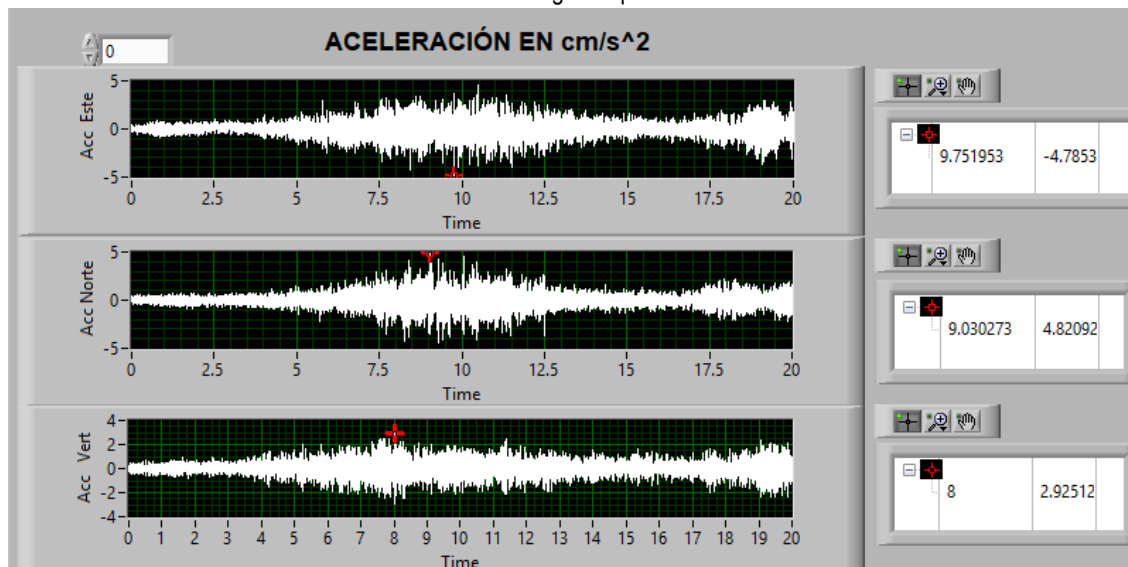 0
ACELERACIÓN EN cm/s^2
Acc Este
5
0
-5
0 2.5 5 7.5 10 12.5 15 17.5 20
Time
9.751953 -4.7853
Acc Norte
5
0
-5
0 2.5 5 7.5 10 12.5 15 17.5 20
Time
9.030273 4.82092
Acc Vert
4
2
0
-2
-4
0 1 2 3 4 5 6 7 8 9 10 11 12 13 14 15 16 17 18 19 20
Time
8 2.92512